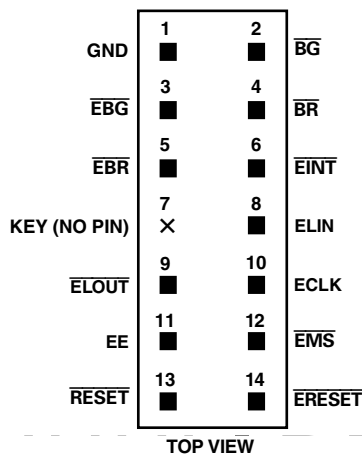 1 2
GND BG
3 4
EBG BR
5 6
EBR EINT
7 8
KEY (NO PIN) × ELIN
9 10
ELOUT ECLK
11 12
EE EMS
13 14
RESET ERESET
TOP VIEW